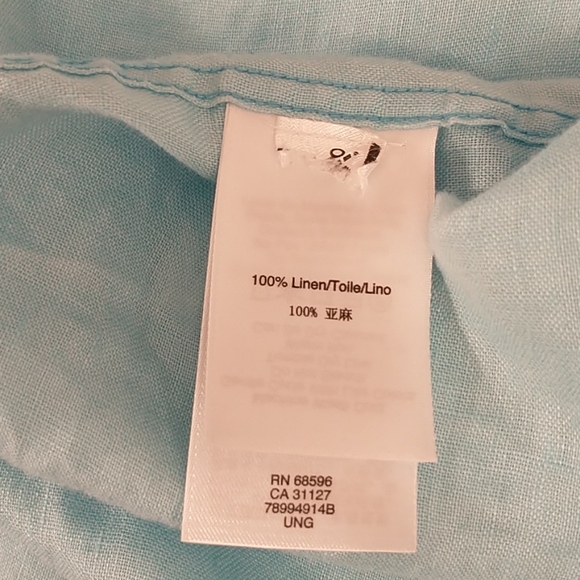 100% Linen/Toile/Lino
100% 亚麻
RN 68596
CA 31127
78994914B
UNG